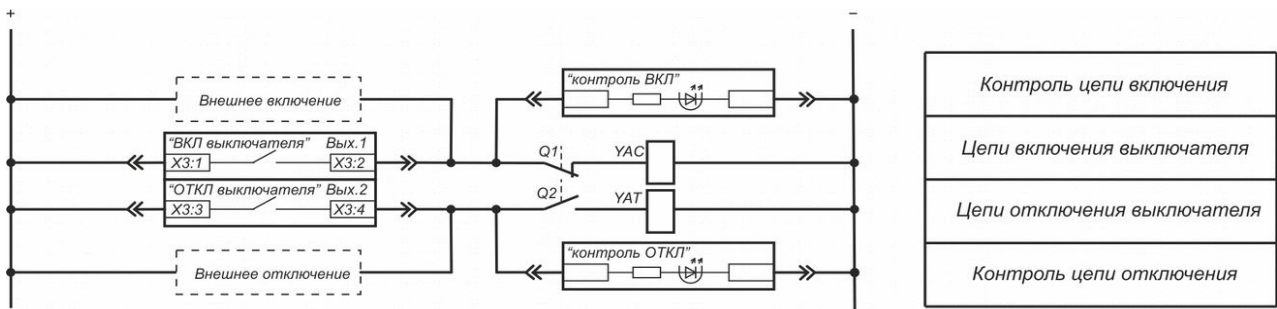 +
−
"контроль ВКЛ"
Контроль цепи включения
Внешнее включение
"ВКЛ выключателя" Вых.1
X3:1
X3:2
Q1
YAC
Цепи включения выключателя
"ОТКЛ выключателя" Вых.2
X3:3
X3:4
Q2
YAT
Цепи отключения выключателя
"контроль ОТКЛ"
Внешнее отключение
Контроль цепи отключения